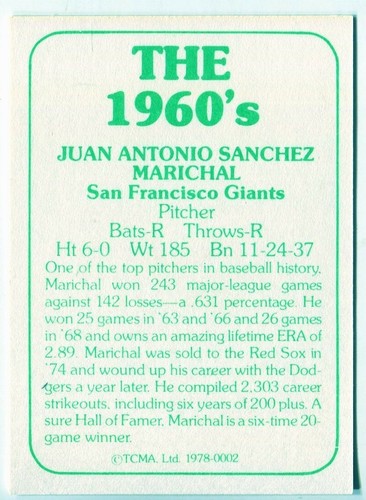 THE
1960's
JUAN ANTONIO SANCHEZ
MARICHAL
San Francisco Giants
Pitcher
Bats-R Throws-R
Ht 6-0 Wt 185 Bn 11-24-37
One of the top pitchers in baseball history,
Marichal won 243 major-league games
against 142 losses—a .631 percentage. He
won 25 games in '63 and '66 and 26 games
in '68 and owns an amazing lifetime ERA of
2.89. Marichal was sold to the Red Sox in
'74 and wound up his career with the Dod-
gers a year later. He compiled 2,303 career
strikeouts, including six years of 200 plus. A
sure Hall of Famer, Marichal is a six-time 20-
game winner.
©TCMA, Ltd. 1978-0002